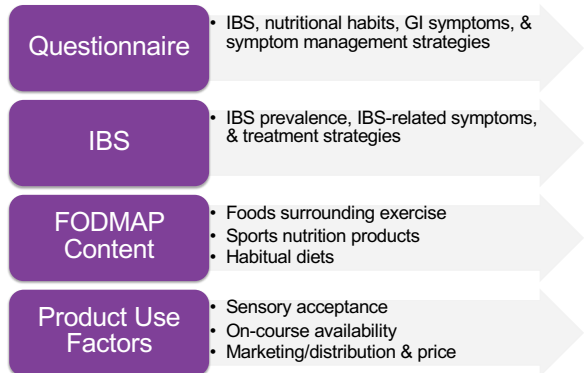 Questionnaire
• IBS, nutritional habits, GI symptoms, &
symptom management strategies
IBS
• IBS prevalence, IBS-related symptoms,
& treatment strategies
FODMAP
Content
• Foods surrounding exercise
• Sports nutrition products
• Habitual diets
Product Use
Factors
• Sensory acceptance
• On-course availability
• Marketing/distribution & price